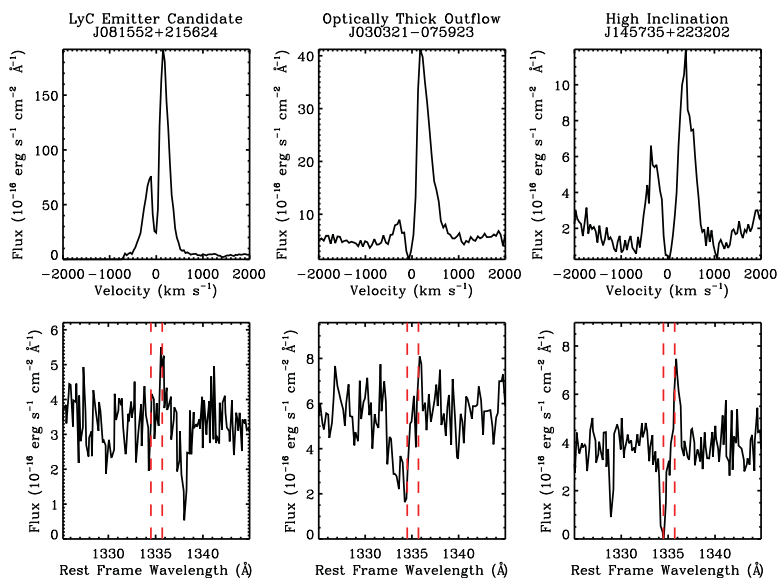 LyC Emitter Candidate
J081552+215624
Optically Thick Outflow
J030321−075923
High Inclination
J145735+223202
Flux (10⁻¹⁶ erg s⁻¹ cm⁻² Å⁻¹)
150
100
50
0
−2000 −1000 0 1000 2000
Velocity (km s⁻¹)
Flux (10⁻¹⁶ erg s⁻¹ cm⁻² Å⁻¹)
40
30
20
10
−2000 −1000 0 1000 2000
Velocity (km s⁻¹)
Flux (10⁻¹⁶ erg s⁻¹ cm⁻² Å⁻¹)
10
8
6
4
2
−2000 −1000 0 1000 2000
Velocity (km s⁻¹)
Flux (10⁻¹⁶ erg s⁻¹ cm⁻² Å⁻¹)
6
5
4
3
2
1
0
1330 1335 1340
Rest Frame Wavelength (Å)
Flux (10⁻¹⁶ erg s⁻¹ cm⁻² Å⁻¹)
8
6
4
2
0
1330 1335 1340
Rest Frame Wavelength (Å)
Flux (10⁻¹⁶ erg s⁻¹ cm⁻² Å⁻¹)
8
6
4
2
0
1330 1335 1340
Rest Frame Wavelength (Å)